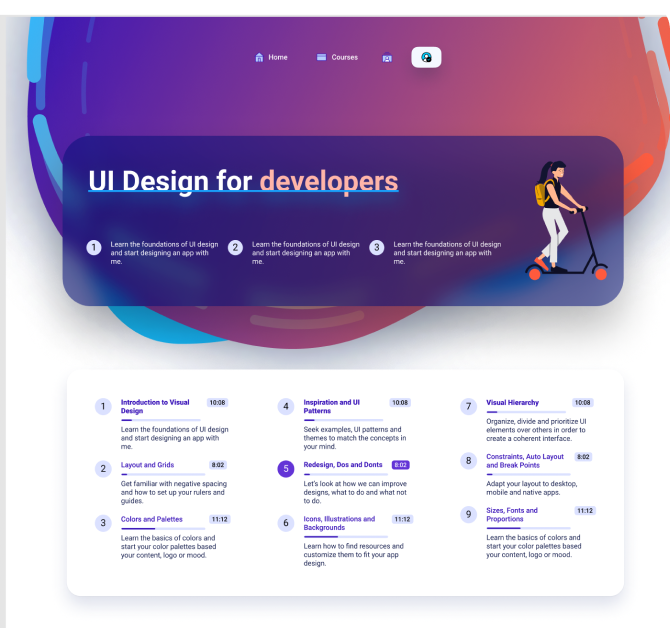 Home
Courses
UI Design for developers
1
Learn the foundations of UI design
and start designing an app with
me.
2
Learn the foundations of UI design
and start designing an app with
me.
3
Learn the foundations of UI design
and start designing an app with
me.
1
Introduction to Visual
Design
10:08
Learn the foundations of UI design
and start designing an app with
me.
2
Layout and Grids
8:02
Get familiar with negative spacing
and how to set up your rulers and
guides.
3
Colors and Palettes
11:12
Learn the basics of colors and
start your color palettes based
your content, logo or mood.
4
Inspiration and UI
Patterns
10:08
Seek examples, UI patterns and
themes to match the concepts in
your mind.
5
Redesign, Dos and Donts
8:02
Let's look at how we can improve
designs, what to do and what not
to do.
6
Icons, Illustrations and
Backgrounds
11:12
Learn how to find resources and
customize them to fit your app
design.
7
Visual Hierarchy
10:08
Organize, divide and prioritize UI
elements over others in order to
create a coherent interface.
8
Constraints, Auto Layout
and Break Points
8:02
Adapt your layout to desktop,
mobile and native apps.
9
Sizes, Fonts and
Proportions
11:12
Learn the basics of colors and
start your color palettes based
your content, logo or mood.